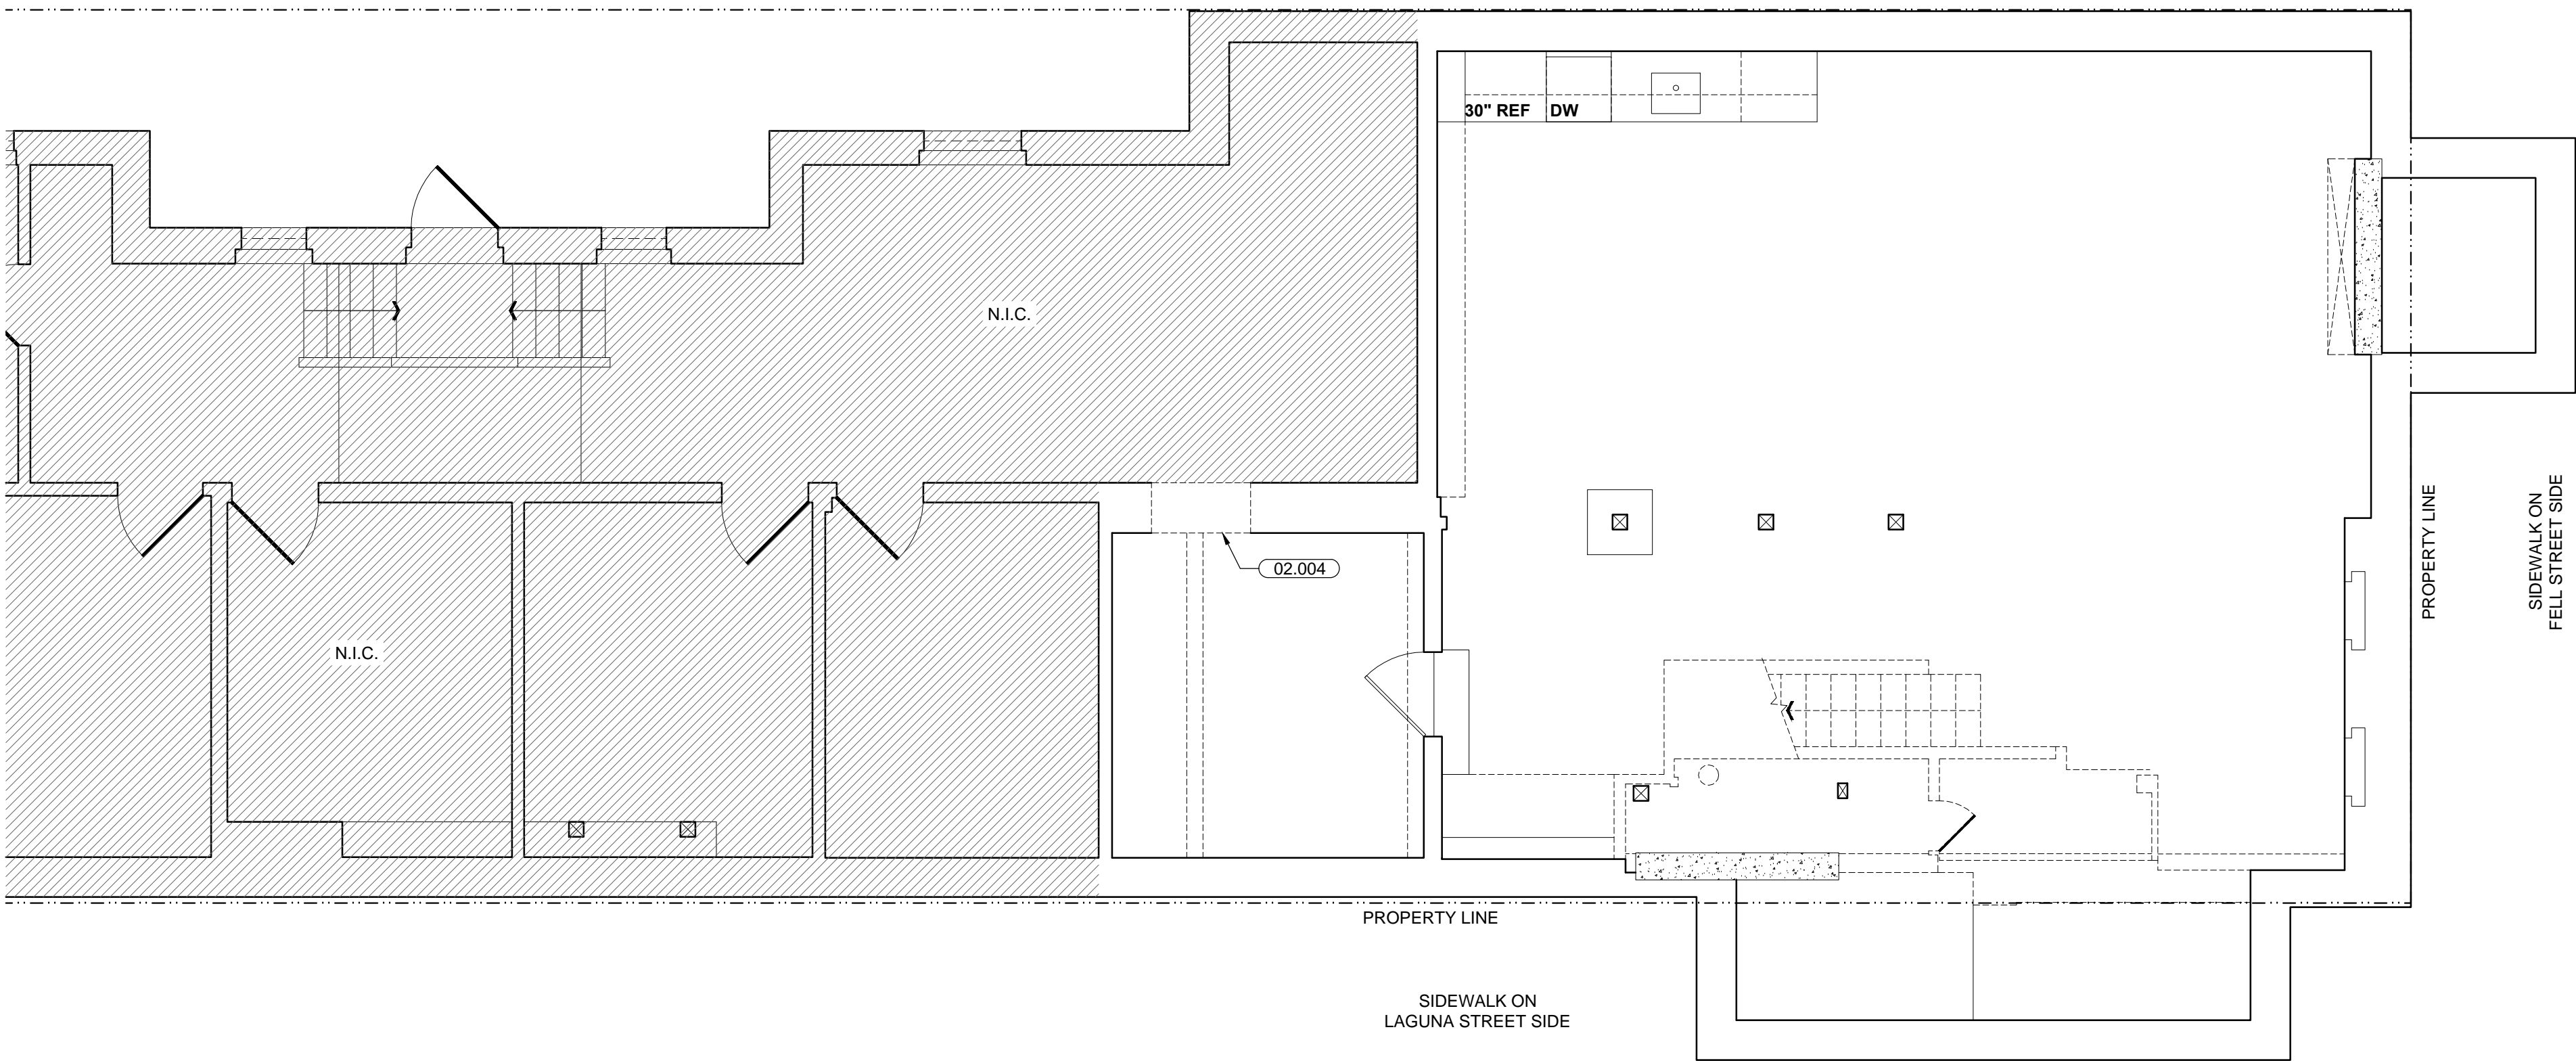 30" REF
DW
N.I.C.
N.I.C.
02.004
PROPERTY LINE
SIDEWALK ON
FELL STREET SIDE
PROPERTY LINE
SIDEWALK ON
LAGUNA STREET SIDE